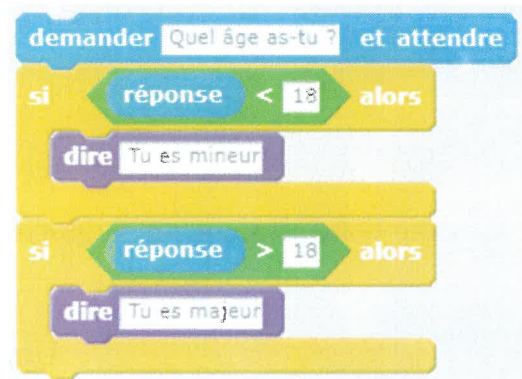 demander Quel âge as-tu ? et attendre
si réponse < 18 alors
dire Tu es mineur
si réponse > 18 alors
dire Tu es majeur